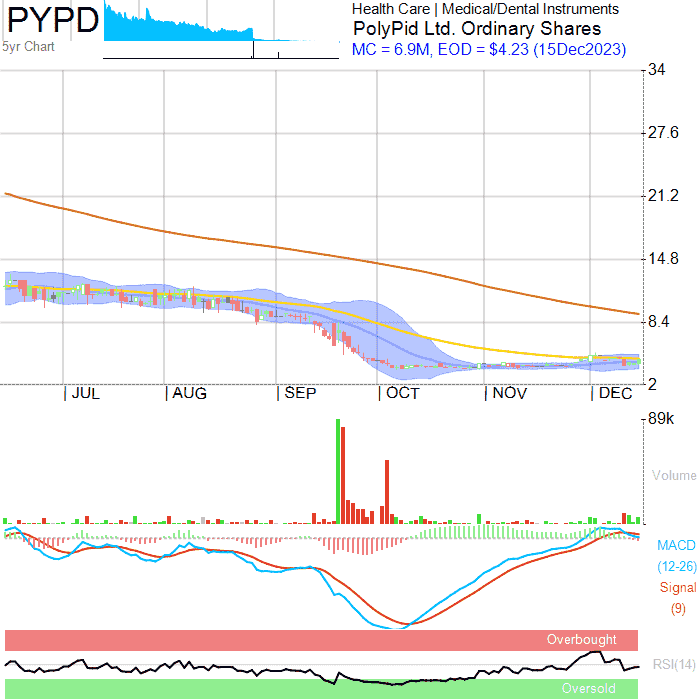 PYPD
5yr Chart
Health Care | Medical/Dental Instruments
PolyPid Ltd. Ordinary Shares
MC = 6.9M, EOD = $4.23 (15Dec2023)
34
27.6
21.2
14.8
8.4
2
| JUL | AUG | SEP | OCT | NOV | DEC
89k
Volume
MACD
(12-26)
Signal
(9)
Overbought
RSI(14)
Oversold